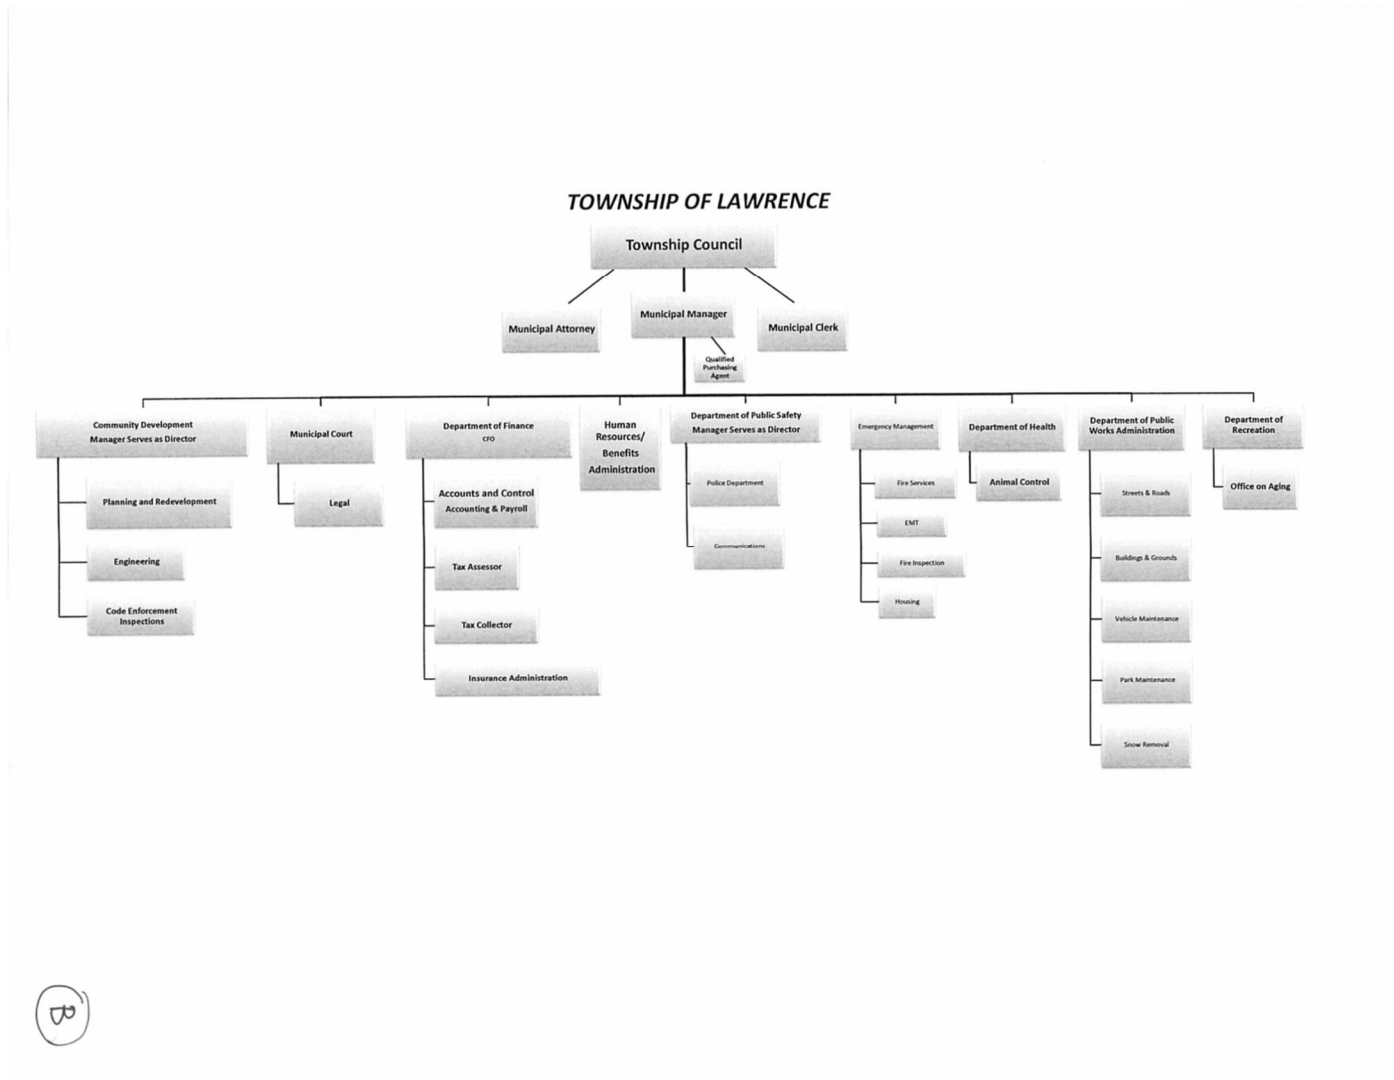 TOWNSHIP OF LAWRENCE
Township Council
Municipal Attorney
Municipal Manager
Municipal Clerk
Qualified
Purchasing
Agent
Community Development
Manager Serves as Director
Planning and Redevelopment
Engineering
Code Enforcement
Inspections
Municipal Court
Legal
Department of Finance
CFO
Accounts and Control
Accounting & Payroll
Tax Assessor
Tax Collector
Insurance Administration
Human
Resources/
Benefits
Administration
Department of Public Safety
Manager Serves as Director
Police Department
Communications
Emergency Management
Fire Services
EMT
Fire Inspection
Housing
Department of Health
Animal Control
Department of Public
Works Administration
Streets & Roads
Buildings & Grounds
Vehicle Maintenance
Park Maintenance
Snow Removal
Department of
Recreation
Office on Aging
B